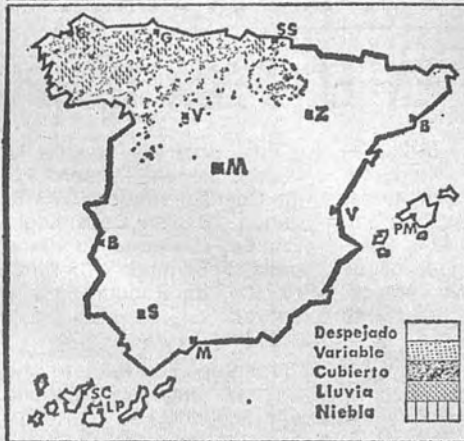 G
SS
V
Z
B
M
V
PM
B
S
M
SC
LP
Despejado
Variable
Cubierto
Lluvia
Niebla